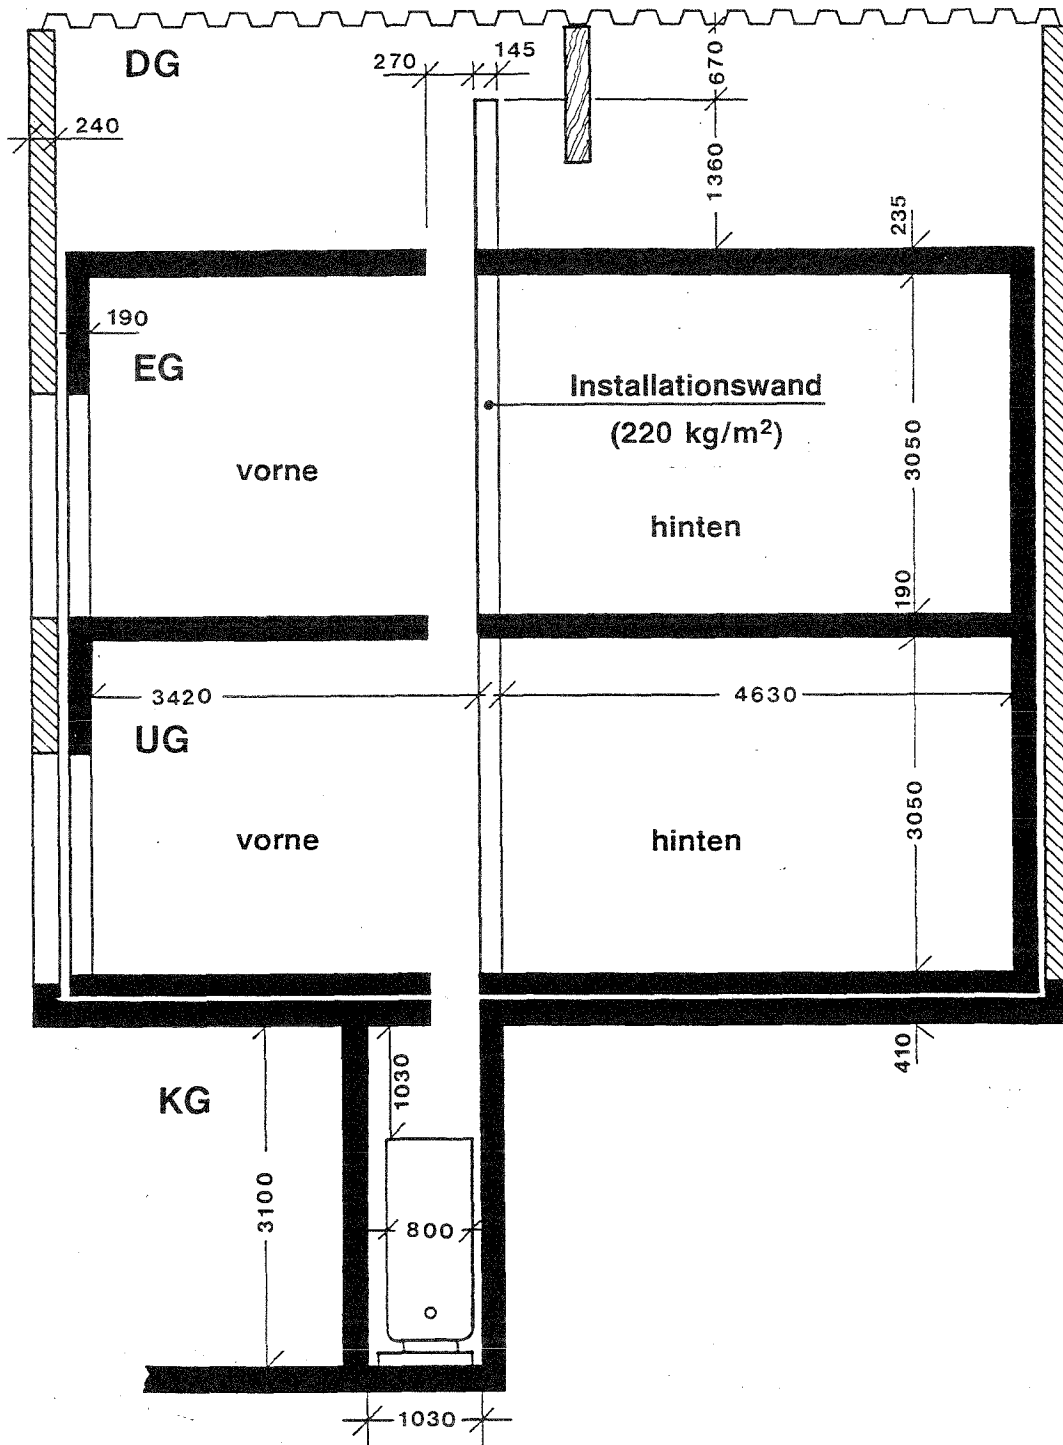 DG
270
145
670
240
1360
235
190
EG
Installationswand
(220 kg/m²)
3050
vorne
hinten
190
3420
4630
UG
3050
vorne
hinten
410
1030
KG
3100
800
1030